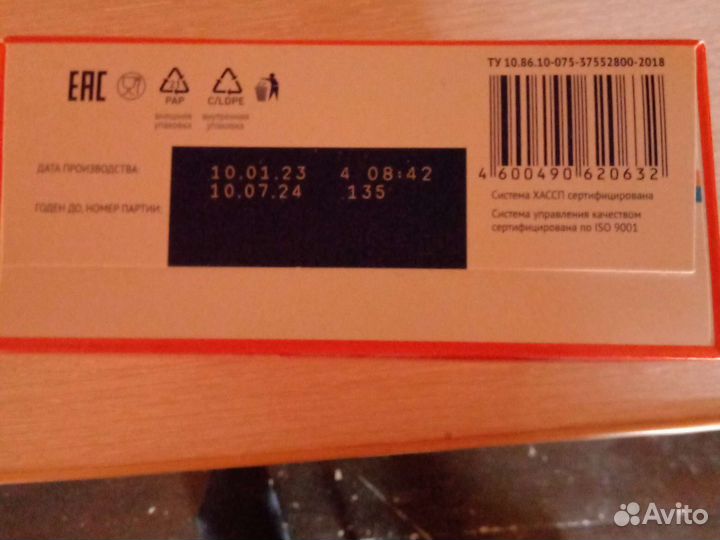 ТУ 10.86.10-075-37552800-2018
EAC
21
PAP
C/LDPE
внешняя
упаковка
внутренняя
упаковка
ДАТА ПРОИЗВОДСТВА:
10.01.23 4 08:42
10.07.24 135
ГОДЕН ДО, НОМЕР ПАРТИИ:
4 600490 620632
Система ХАССП сертифицирована
Система управления качеством
сертифицирована по ISO 9001
Avito